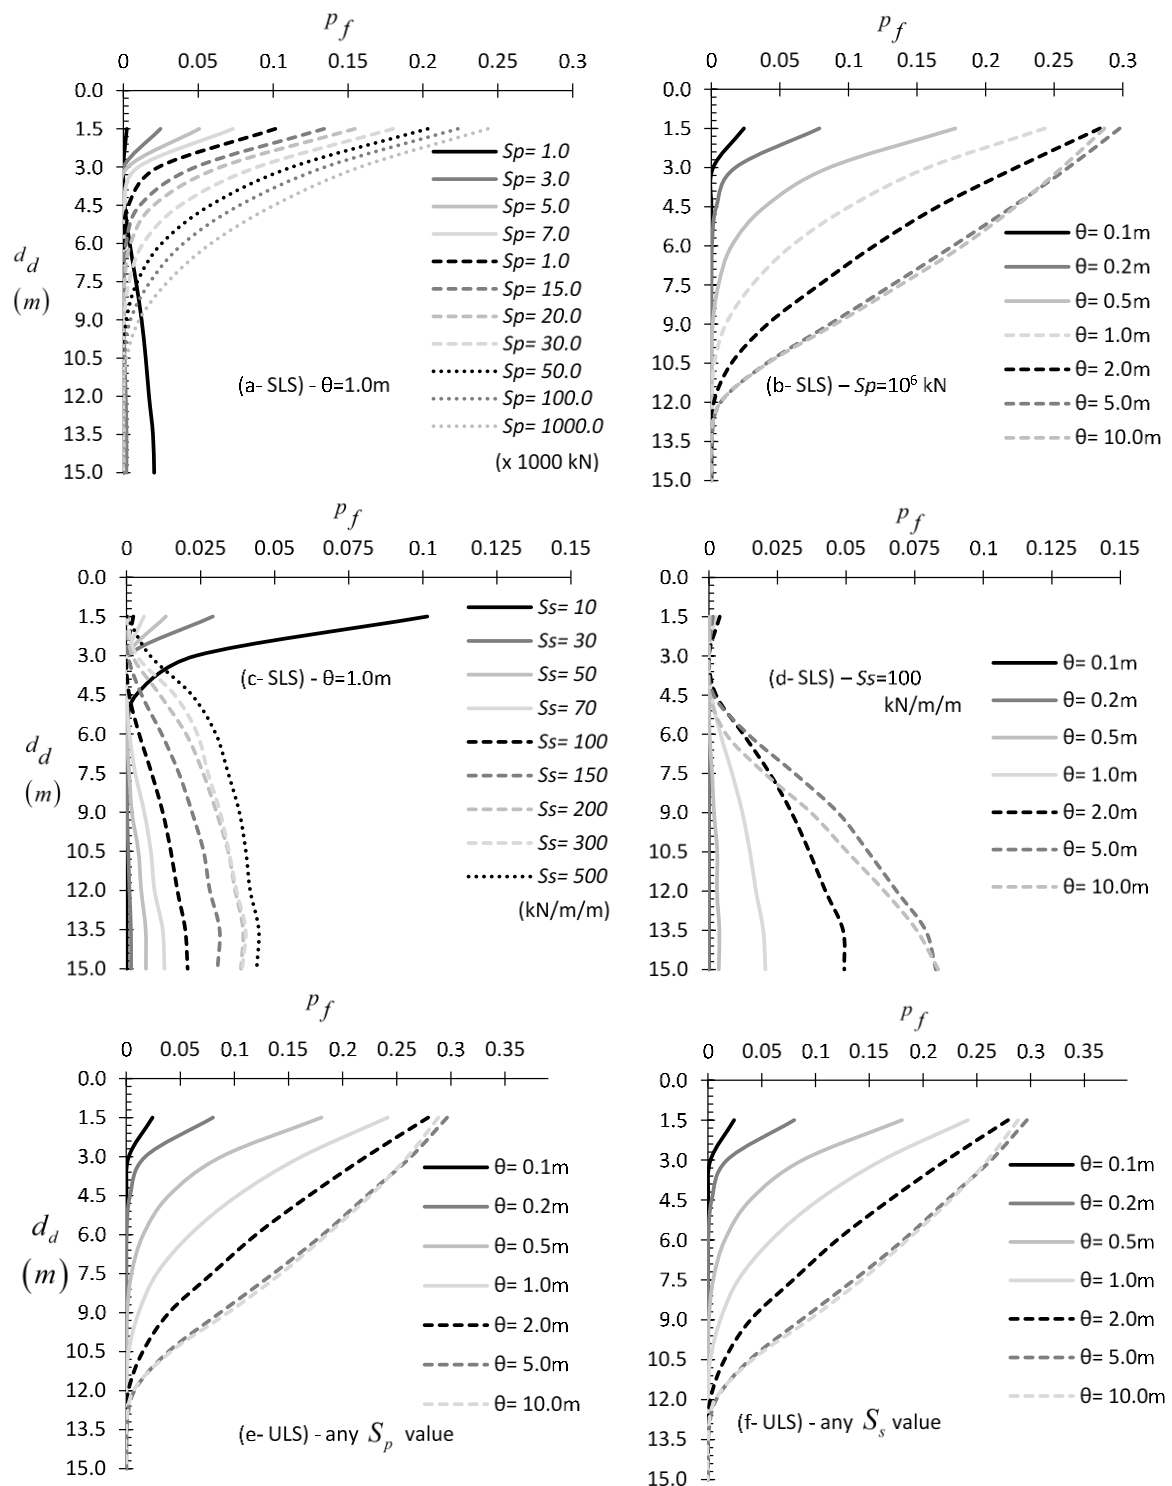 p f
0 0.05 0.1 0.15 0.2 0.25 0.3
0.0
1.5
3.0
4.5
6.0
7.5
9.0
10.5
12.0
13.5
15.0
d d
(m)
Sp= 1.0
Sp= 3.0
Sp= 5.0
Sp= 7.0
Sp= 1.0
Sp= 15.0
Sp= 20.0
Sp= 30.0
Sp= 50.0
Sp= 100.0
Sp= 1000.0
(x 1000 kN)
(a- SLS) - θ=1.0m
p f
0 0.05 0.1 0.15 0.2 0.25 0.3
0.0
1.5
3.0
4.5
6.0
7.5
9.0
10.5
12.0
13.5
15.0
θ= 0.1m
θ= 0.2m
θ= 0.5m
θ= 1.0m
θ= 2.0m
θ= 5.0m
θ= 10.0m
(b- SLS) – Sp=10⁶ kN
p f
0 0.025 0.05 0.075 0.1 0.125 0.15
0.0
1.5
3.0
4.5
6.0
7.5
9.0
10.5
12.0
13.5
15.0
d d
(m)
Ss= 10
Ss= 30
Ss= 50
Ss= 70
Ss= 100
Ss= 150
Ss= 200
Ss= 300
Ss= 500
(kN/m/m)
(c- SLS) - θ=1.0m
p f
0 0.025 0.05 0.075 0.1 0.125 0.15
0.0
1.5
3.0
4.5
6.0
7.5
9.0
10.5
12.0
13.5
15.0
(d- SLS) – Ss=100
kN/m/m
θ= 0.1m
θ= 0.2m
θ= 0.5m
θ= 1.0m
θ= 2.0m
θ= 5.0m
θ= 10.0m
p f
0 0.05 0.1 0.15 0.2 0.25 0.3 0.35
0.0
1.5
3.0
4.5
6.0
7.5
9.0
10.5
12.0
13.5
15.0
d d
(m)
θ= 0.1m
θ= 0.2m
θ= 0.5m
θ= 1.0m
θ= 2.0m
θ= 5.0m
θ= 10.0m
(e- ULS) - any S p value
p f
0 0.05 0.1 0.15 0.2 0.25 0.3 0.35
0.0
1.5
3.0
4.5
6.0
7.5
9.0
10.5
12.0
13.5
15.0
θ= 0.1m
θ= 0.2m
θ= 0.5m
θ= 1.0m
θ= 2.0m
θ= 5.0m
θ= 10.0m
(f- ULS) - any S s value